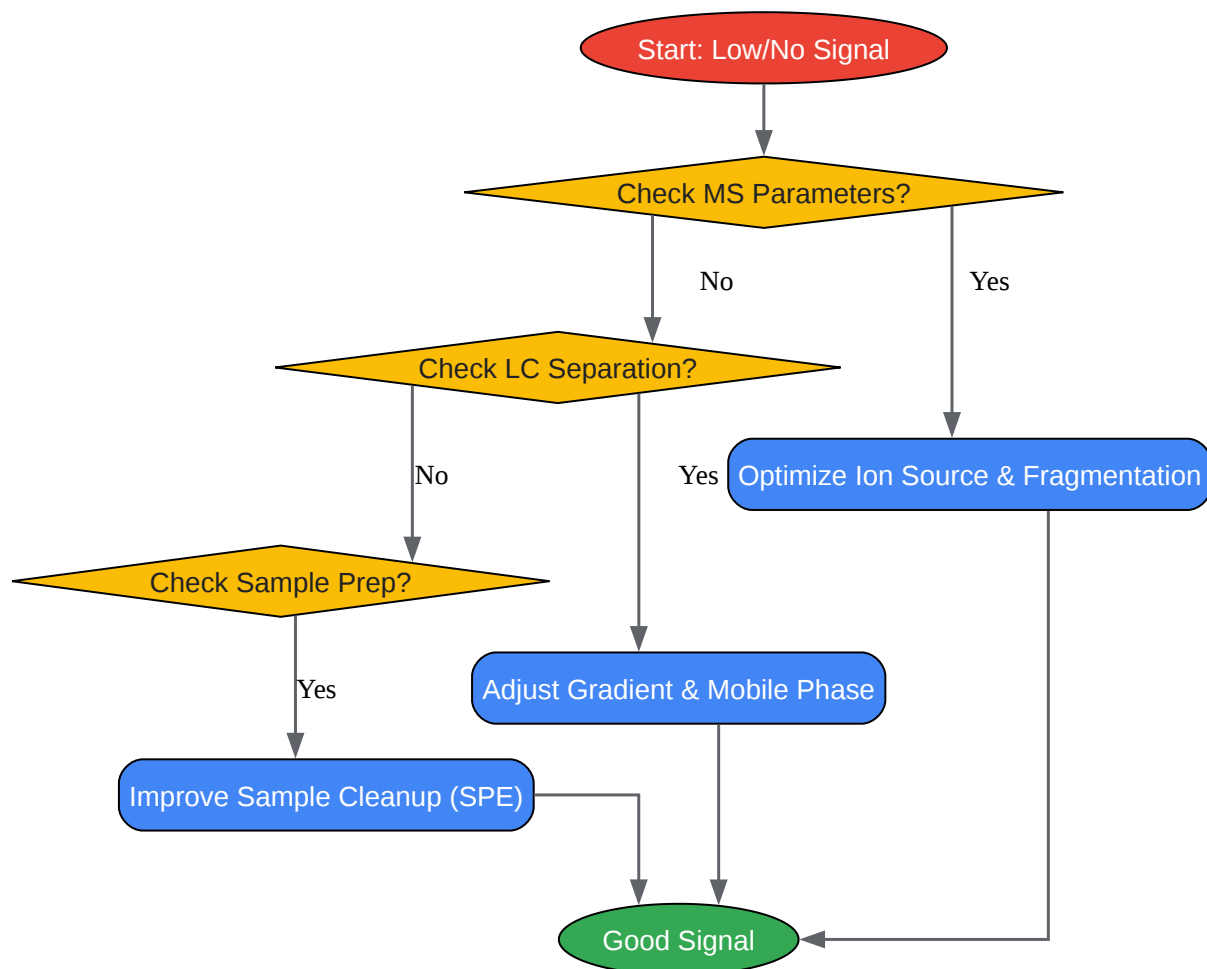 Start: Low/No Signal
Check MS Parameters?
No
Yes
Check LC Separation?
No
Yes
Optimize Ion Source & Fragmentation
Check Sample Prep?
Yes
Adjust Gradient & Mobile Phase
Improve Sample Cleanup (SPE)
Good Signal